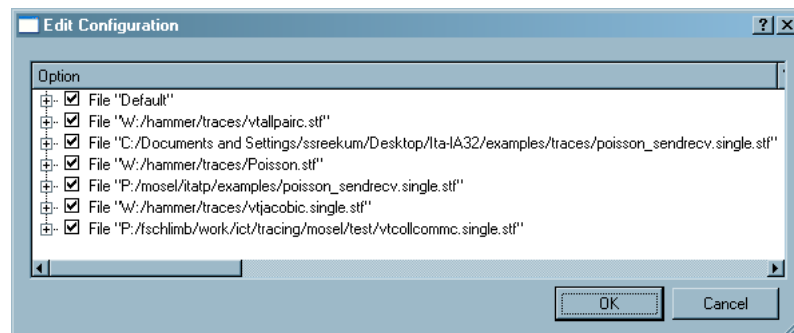 Edit Configuration
Option
File "Default"
File "W:/hammer/traces/vtallpairc.stf"
File "C:/Documents and Settings/ssreekum/Desktop/Ita-IA32/examples/traces/poisson_sendrecv.single.stf"
File "W:/hammer/traces/Poisson.stf"
File "P:/mosel/itatp/examples/poisson_sendrecv.single.stf"
File "W:/hammer/traces/vtjacobic.single.stf"
File "P:/fschlimb/work/ict/tracing/mosel/test/vtcollcommc.single.stf"
OK Cancel